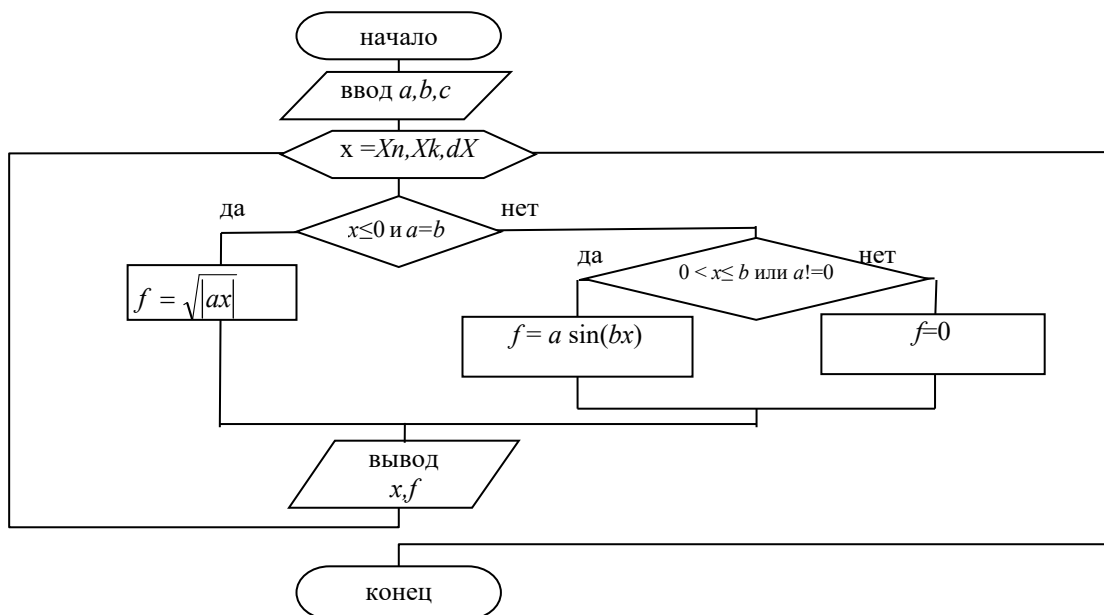 начало
ввод a,b,c
x =Xn,Xk,dX
да
нет
x≤0 и a=b
да
нет
0 < x≤ b или a!=0
f = √|ax|
f= a sin(bx)
f=0
вывод
x,f
конец